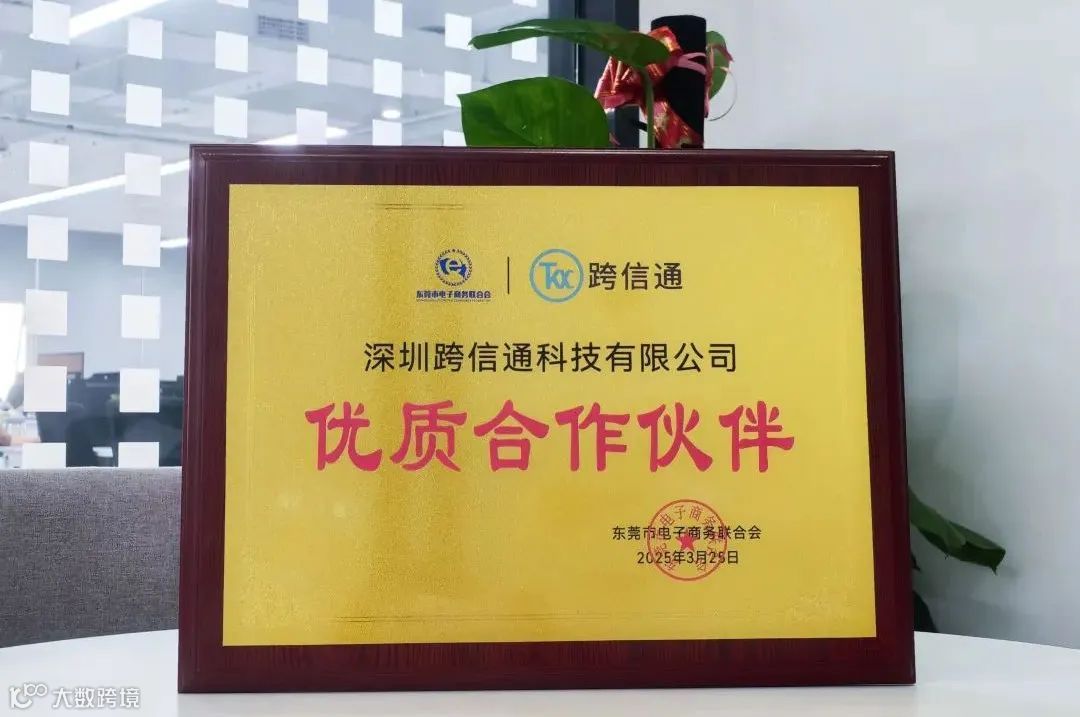 东莞市电子商务联合会
TKX 跨信通
深圳跨信通科技有限公司
优质合作伙伴
东莞市电子商务联合会
2025年3月25日
大数跨境